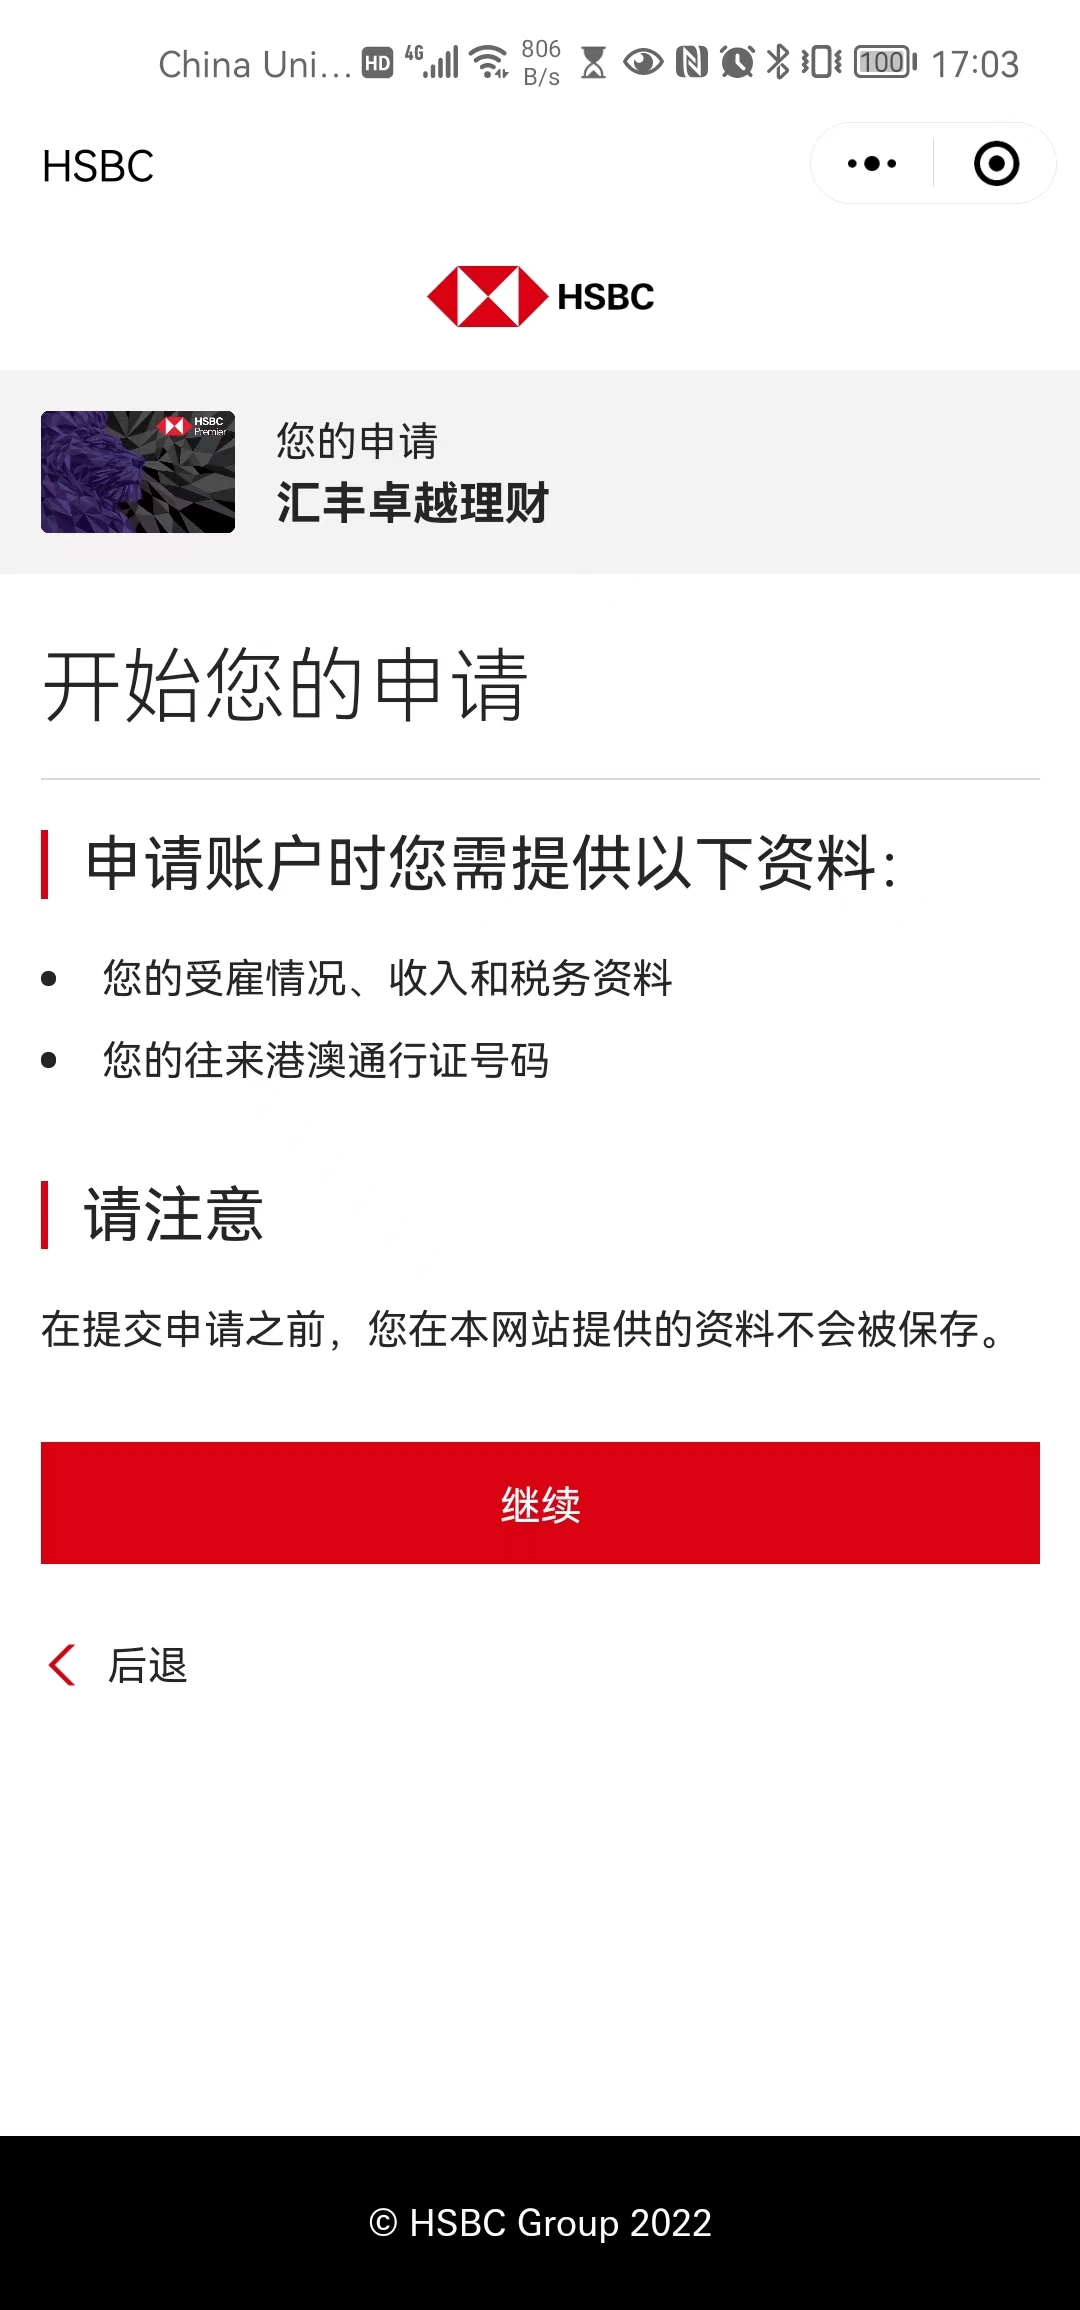 China Uni... HD 4G 806 B/s 100 17:03
HSBC
HSBC
HSBC
Premier
您的申请
汇丰卓越理财
开始您的申请
申请账户时您需提供以下资料：
• 您的受雇情况、收入和税务资料
• 您的往来港澳通行证号码
请注意
在提交申请之前，您在本网站提供的资料不会被保存。
继续
后退
© HSBC Group 2022